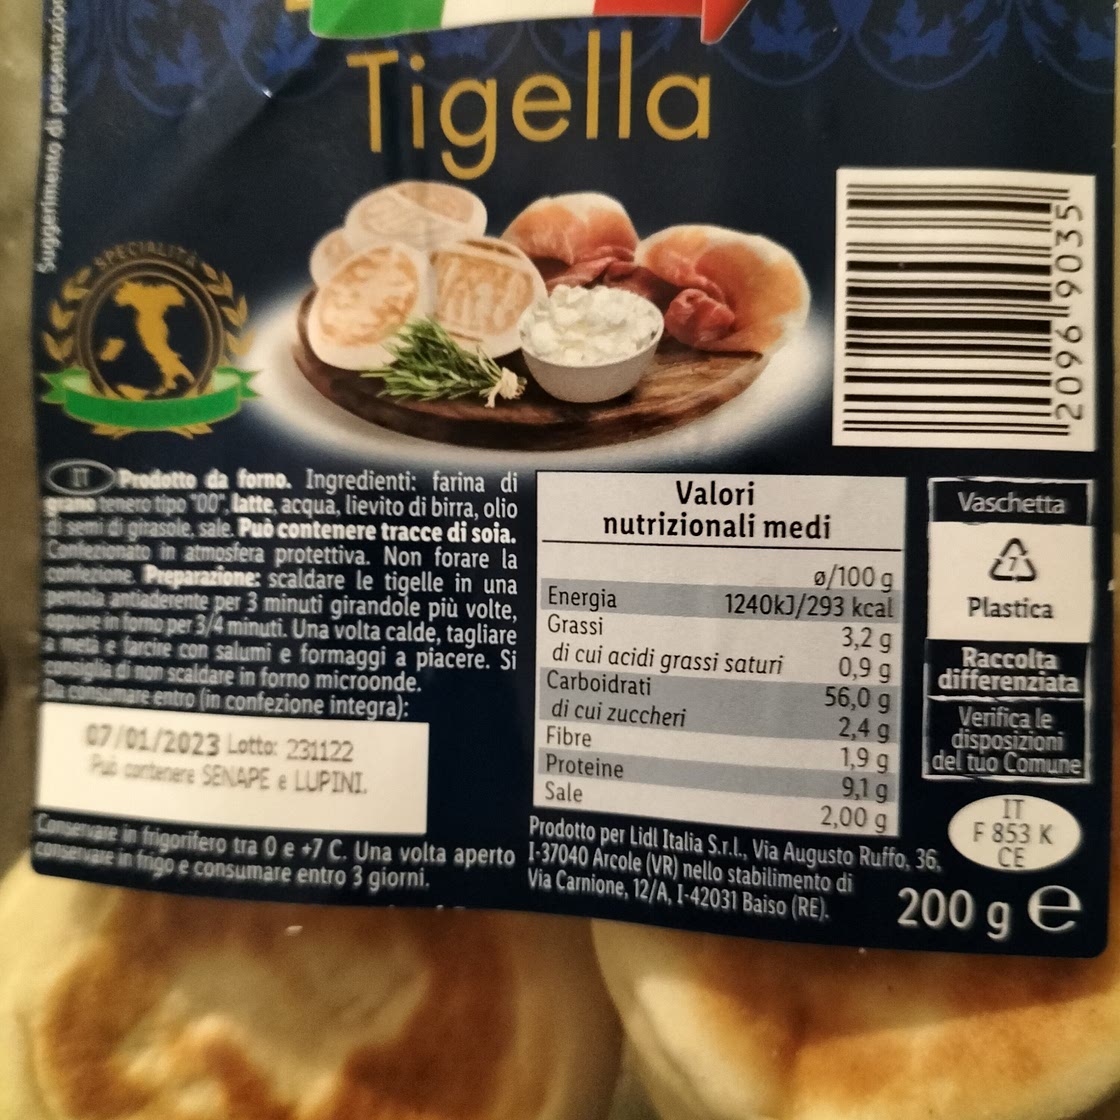 Suggerimento di presentazione
Tigella
SPECIALITÀ
209619035
IT Prodotto da forno. Ingredienti: farina di
grano tenero tipo "00", latte, acqua, lievito di birra, olio
di semi di girasole, sale. Può contenere tracce di soia.
Confezionato in atmosfera protettiva. Non forare la
confezione. Preparazione: scaldare le tigelle in una
pentola antiaderente per 3 minuti girandole più volte,
oppure in forno per 3/4 minuti. Una volta calde, tagliare
a metà e farcire con salumi e formaggi a piacere. Si
consiglia di non scaldare in forno microonde.
Da consumare entro (in confezione integra):
07/01/2023 Lotto: 231122
Può contenere SENAPE e LUPINI.
Conservare in frigorifero tra 0 e +7 C. Una volta aperto
conservare in frigo e consumare entro 3 giorni.
Valori
nutrizionali medi
ø/100 g
Energia 1240kJ/293 kcal
Grassi 3,2 g
di cui acidi grassi saturi 0,9 g
Carboidrati 56,0 g
di cui zuccheri 2,4 g
Fibre 1,9 g
Proteine 9,1 g
Sale 2,00 g
Prodotto per Lidl Italia S.r.l., Via Augusto Ruffo, 36,
I-37040 Arcole (VR) nello stabilimento di
Via Carnione, 12/A, I-42031 Baiso (RE).
Vaschetta
7
Plastica
Raccolta
differenziata
Verifica le
disposizioni
del tuo Comune
IT
F 853 K
CE
200 g e